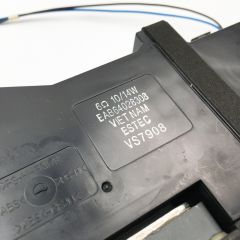 6Ω 10/14W
EAB64028308
VIETNAM
ESTEC
VS7908